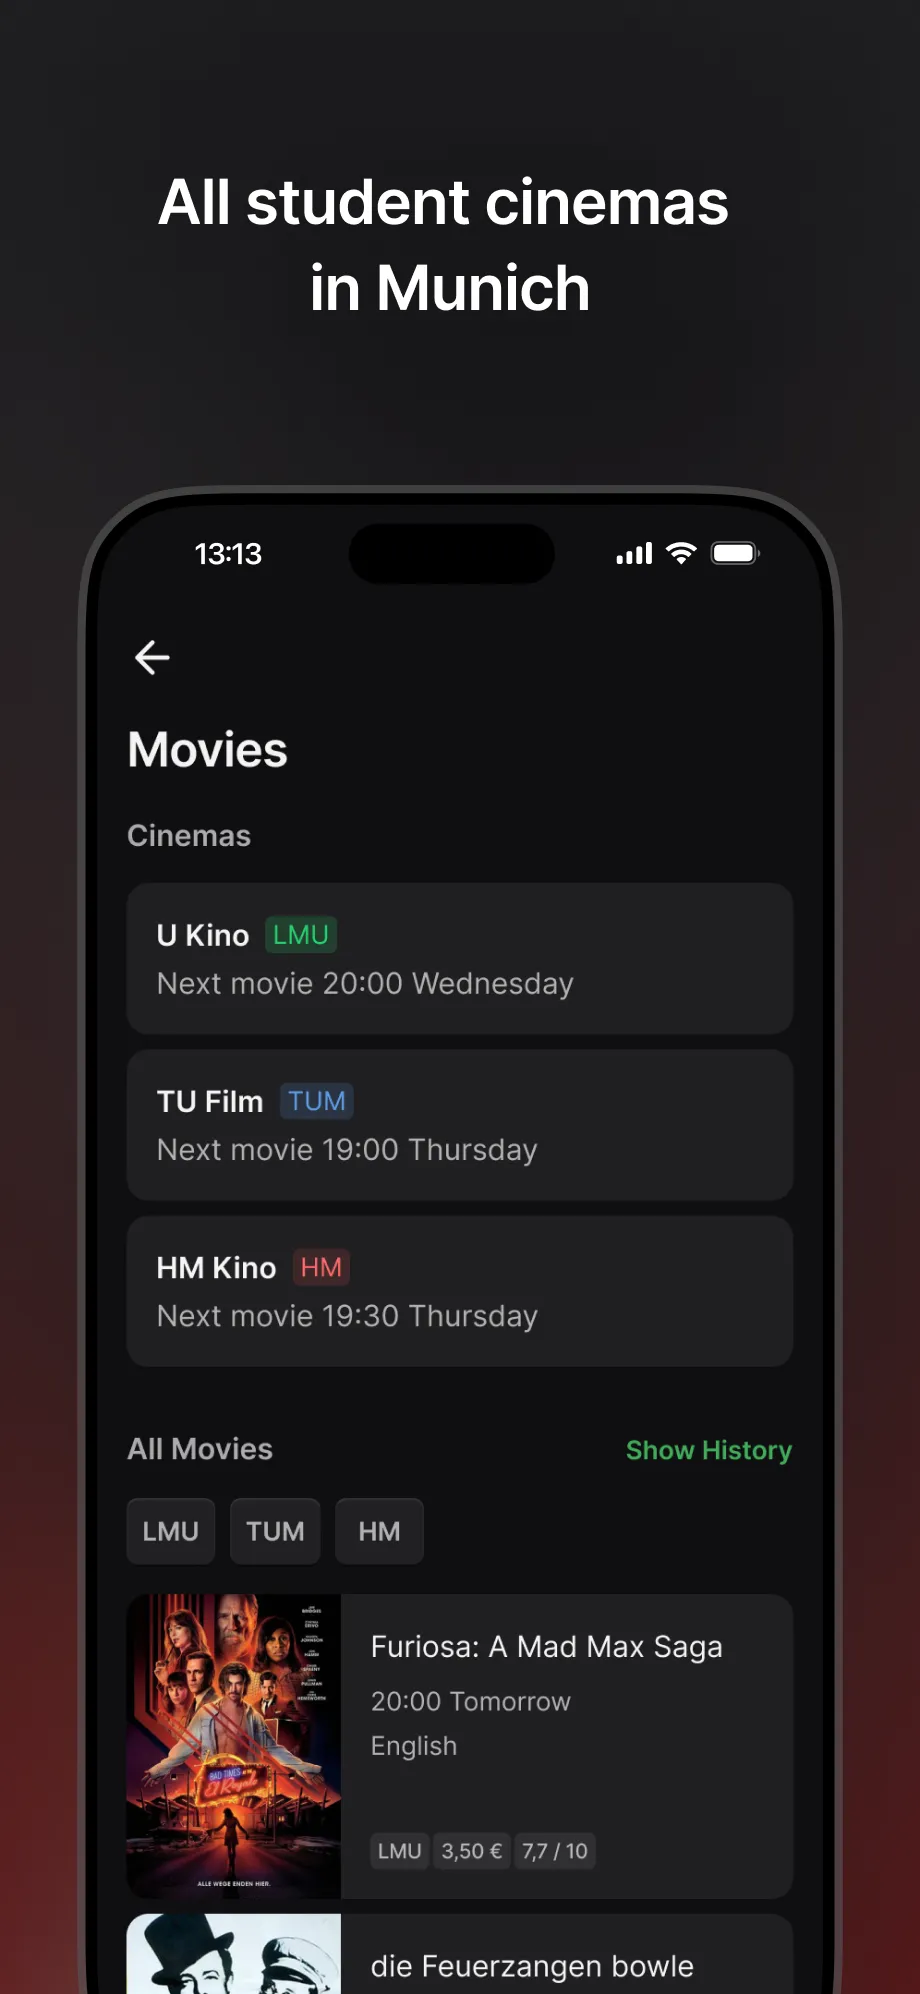 All student cinemas
in Munich
13:13
Movies
Cinemas
U Kino LMU
Next movie 20:00 Wednesday
TU Film TUM
Next movie 19:00 Thursday
HM Kino HM
Next movie 19:30 Thursday
All Movies Show History
LMU TUM HM
BAD TIMES
El Royale
ALLE WEGE ENDEN HIER.
Furiosa: A Mad Max Saga
20:00 Tomorrow
English
LMU 3,50 € 7,7 / 10
die Feuerzangen bowle